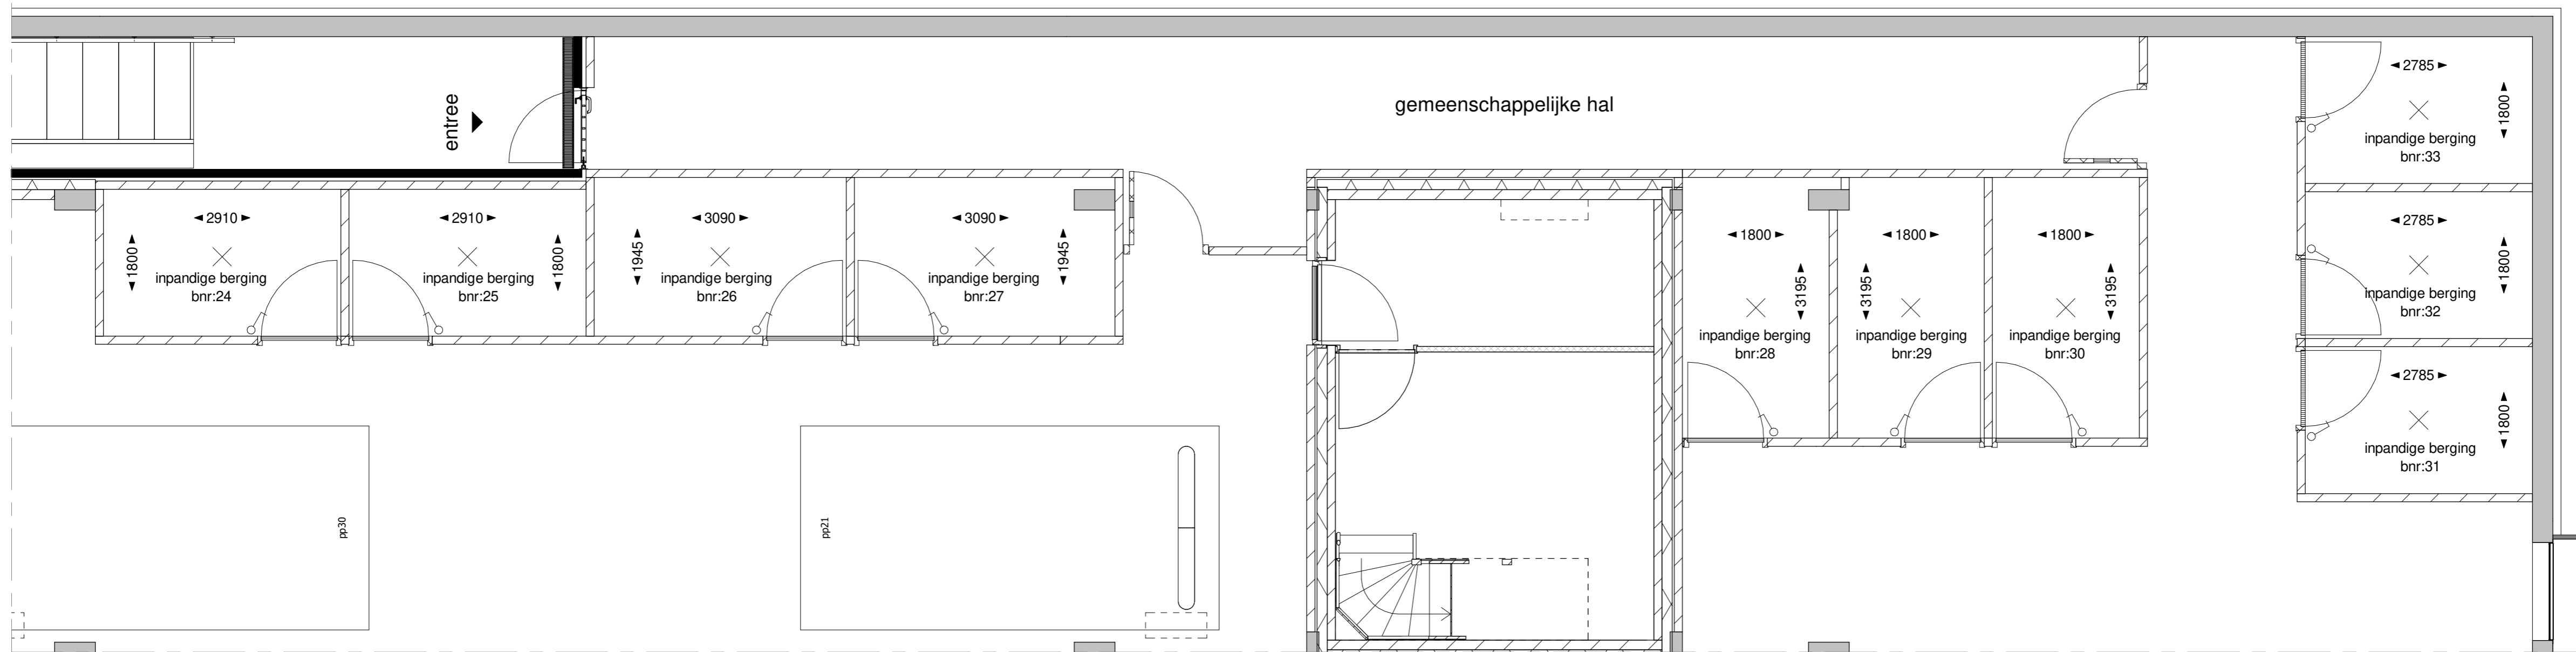 entree
gemeenschappelijke hal
2910
1800
inpandige berging
bnr:24
2910
1800
inpandige berging
bnr:25
3090
1945
inpandige berging
bnr:26
3090
1945
inpandige berging
bnr:27
1800
3195
inpandige berging
bnr:28
1800
3195
inpandige berging
bnr:29
1800
3195
inpandige berging
bnr:30
2785
1800
inpandige berging
bnr:33
2785
1800
inpandige berging
bnr:32
2785
1800
inpandige berging
bnr:31
pp30
pp21